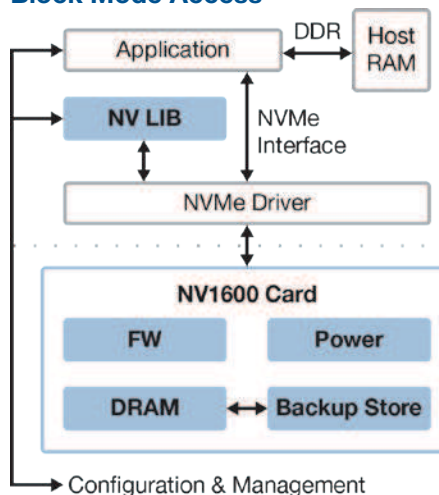 Block Mode Access
Application
DDR
Host
RAM
NV LIB
NVMe
Interface
NVMe Driver
NV1600 Card
FW
Power
DRAM
Backup Store
Configuration & Management